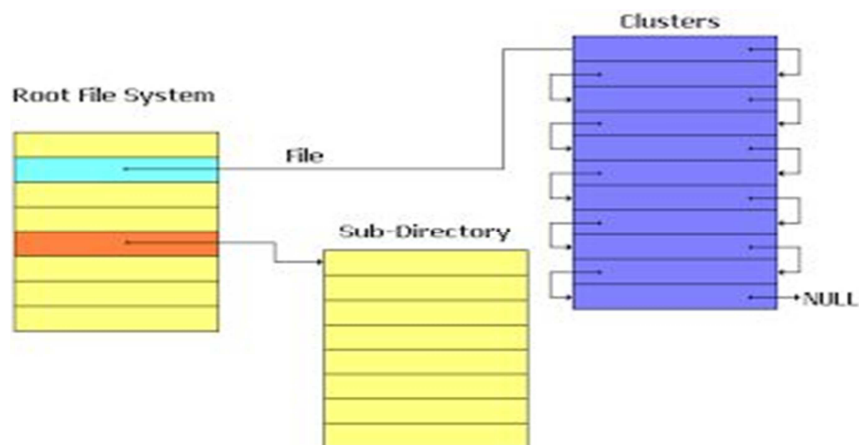 Clusters
Root File System
File
Sub-Directory
NULL